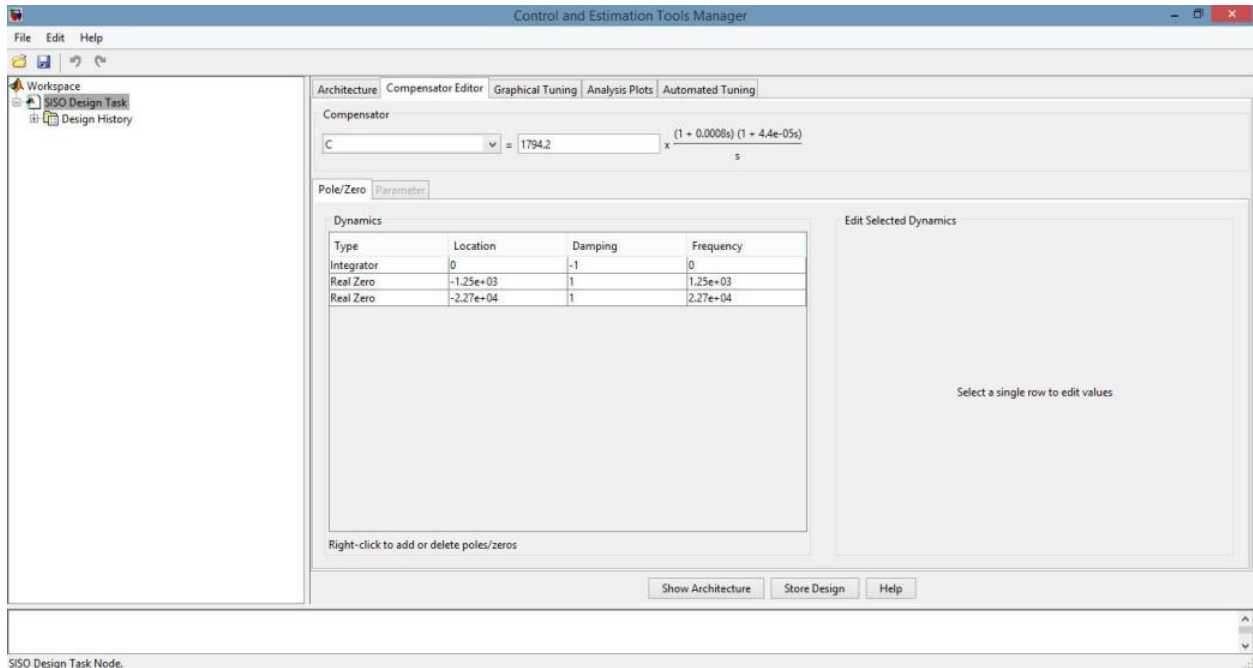 Control and Estimation Tools Manager
File Edit Help
Workspace
SISO Design Task
Design History
Architecture Compensator Editor Graphical Tuning Analysis Plots Automated Tuning
Compensator
C = 1794.2 x (1 + 0.0008s) (1 + 4.4e-05s)
s
Pole/Zero Parameter
Dynamics Edit Selected Dynamics
Type Location Damping Frequency
Integrator 0 -1 0
Real Zero -1.25e+03 1 1.25e+03
Real Zero -2.27e+04 1 2.27e+04
Select a single row to edit values
Right-click to add or delete poles/zeros
Show Architecture Store Design Help
SISO Design Task Node.